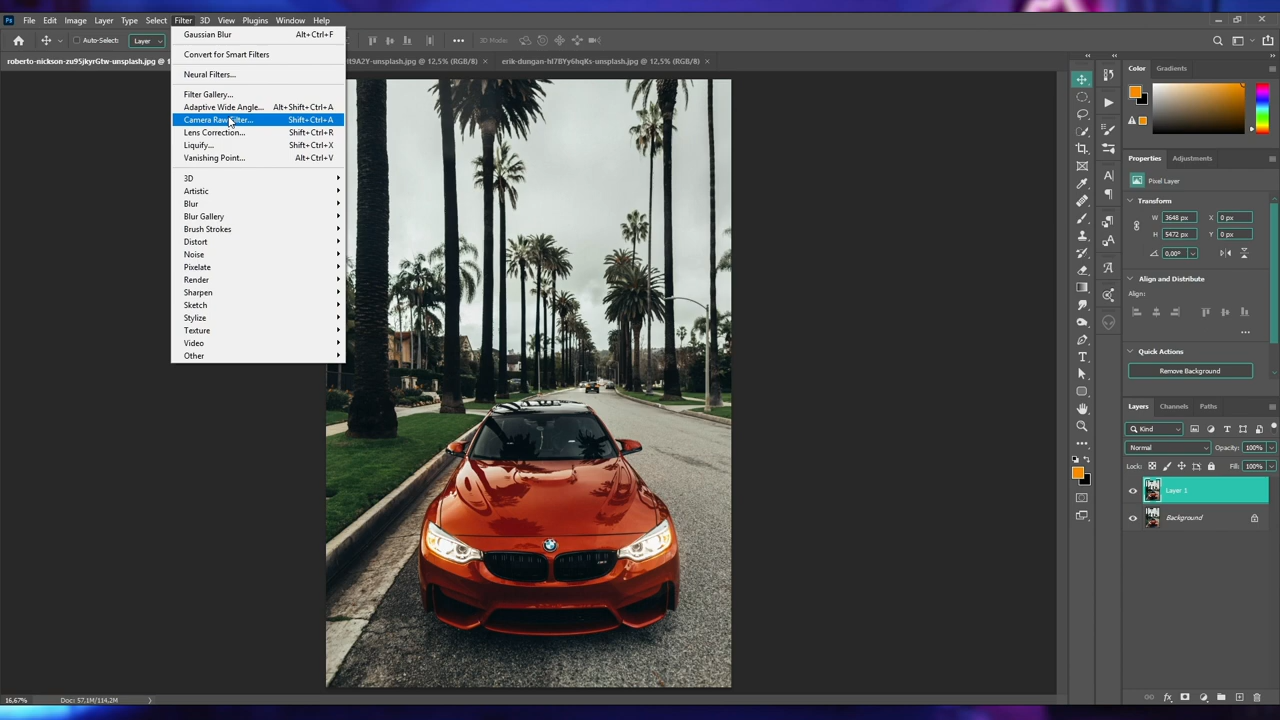 Ps File Edit Image Layer Type Select Filter 3D View Plugins Window Help
Auto-Select: Layer 3D Mode:
roberto-nickson-zu95jkyrGtw-unsplash.jpg @ 1 lt9A2Y-unsplash.jpg @ 12,5% (RGB/8) × erik-dungan-hI7BYy6hqKs-unsplash.jpg @ 12,5% (RGB/8) ×
Gaussian Blur Alt+Ctrl+F
Convert for Smart Filters
Neural Filters...
Filter Gallery...
Adaptive Wide Angle... Alt+Shift+Ctrl+A
Camera Raw Filter... Shift+Ctrl+A
Lens Correction... Shift+Ctrl+R
Liquify... Shift+Ctrl+X
Vanishing Point... Alt+Ctrl+V
3D
Artistic
Blur
Blur Gallery
Brush Strokes
Distort
Noise
Pixelate
Render
Sharpen
Sketch
Stylize
Texture
Video
Other
Color Gradients
Properties Adjustments
Pixel Layer
Transform
W 3648 px X 0 px
H 5472 px Y 0 px
0,00°
Align and Distribute
Align:
Quick Actions
Remove Background
Layers Channels Paths
Kind
Normal Opacity: 100%
Lock: Fill: 100%
Layer 1
Background
16,67% Doc: 57,1M/114,2M